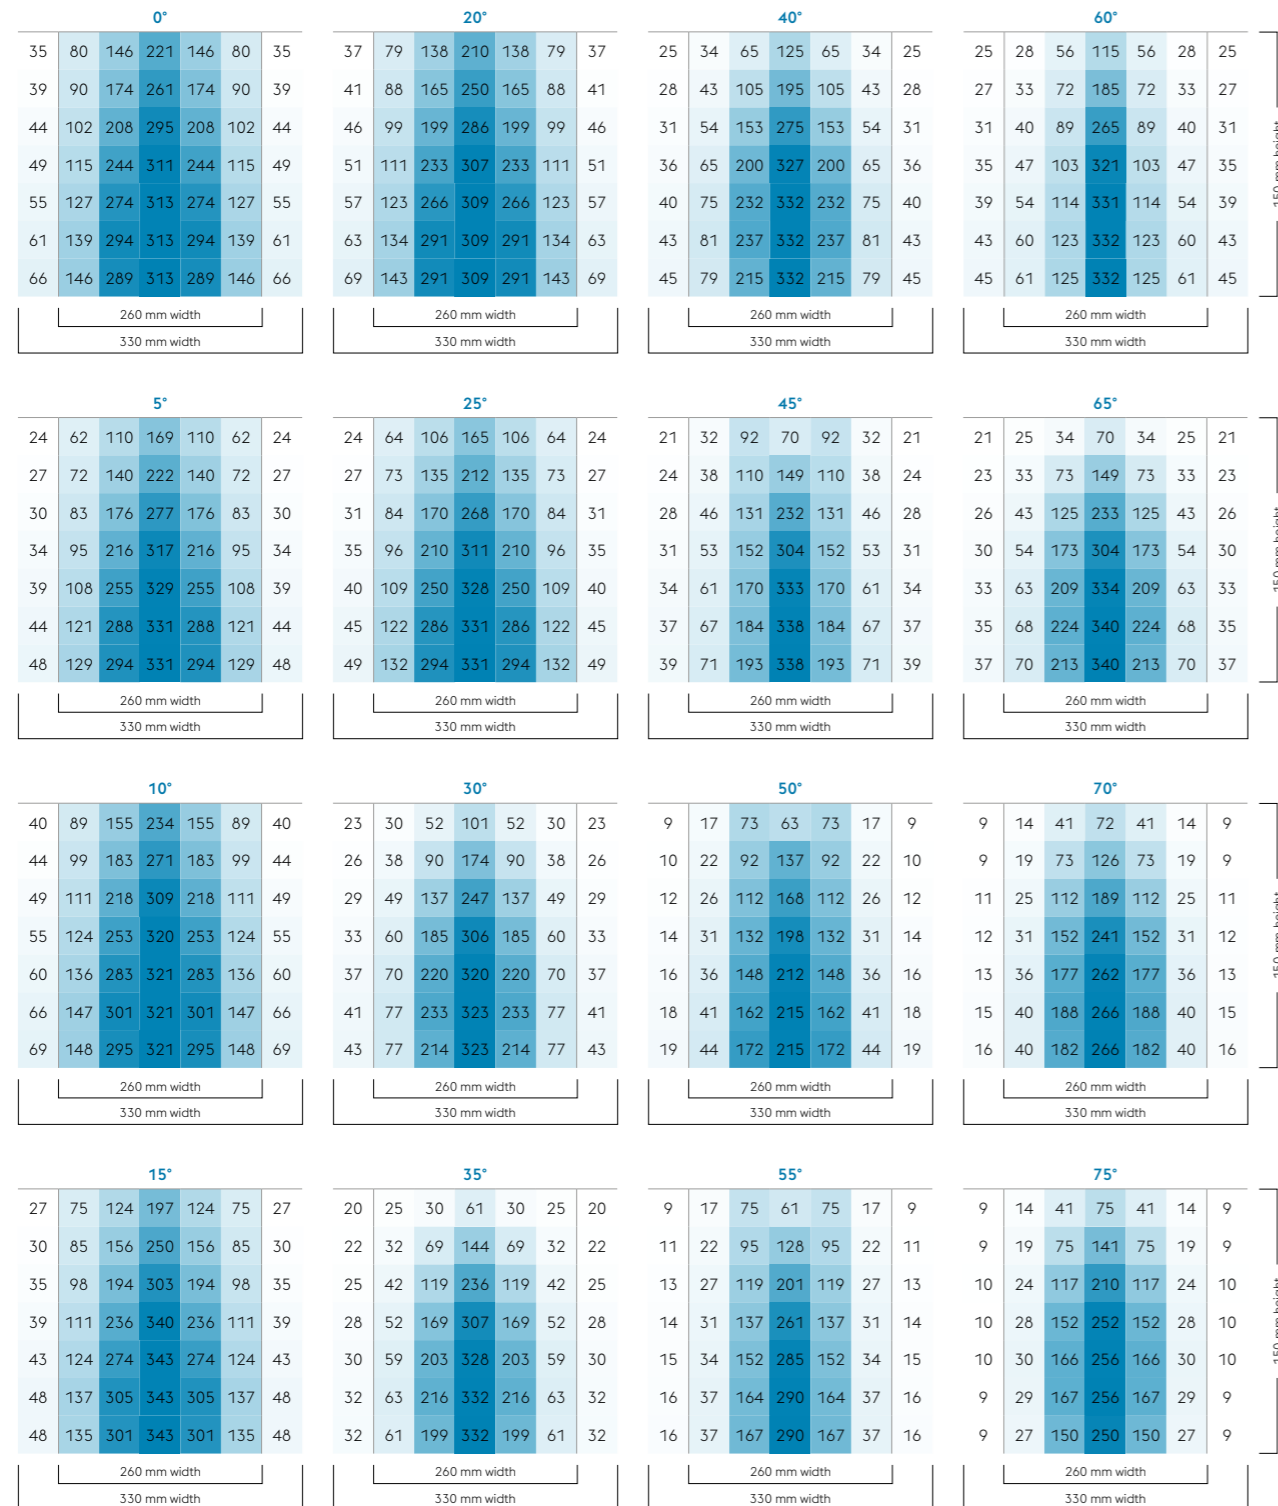 0° 20° 40° 60°
35 80 146 221 146 80 35 37 79 138 210 138 79 37 25 34 65 125 65 34 25 25 28 56 115 56 28 25
39 90 174 261 174 90 39 41 88 165 250 165 88 41 28 43 105 195 105 43 28 27 33 72 185 72 33 27
44 102 208 295 208 102 44 46 99 199 286 199 99 46 31 54 153 275 153 54 31 31 40 89 265 89 40 31
49 115 244 311 244 115 49 51 111 233 307 233 111 51 36 65 200 327 200 65 36 35 47 103 321 103 47 35
55 127 274 313 274 127 55 57 123 266 309 266 123 57 40 75 232 332 232 75 40 39 54 114 331 114 54 39
61 139 294 313 294 139 61 63 134 291 309 291 134 63 43 81 237 332 237 81 43 43 60 123 332 123 60 43
66 146 289 313 289 146 66 69 143 291 309 291 143 69 45 79 215 332 215 79 45 45 61 125 332 125 61 45
150 mm height
260 mm width 260 mm width 260 mm width 260 mm width
330 mm width 330 mm width 330 mm width 330 mm width
5° 25° 45° 65°
24 62 110 169 110 62 24 24 64 106 165 106 64 24 21 32 92 70 92 32 21 21 25 34 70 34 25 21
27 72 140 222 140 72 27 27 73 135 212 135 73 27 24 38 110 149 110 38 24 23 33 73 149 73 33 23
30 83 176 277 176 83 30 31 84 170 268 170 84 31 28 46 131 232 131 46 28 26 43 125 233 125 43 26
34 95 216 317 216 95 34 35 96 210 311 210 96 35 31 53 152 304 152 53 31 30 54 173 304 173 54 30
39 108 255 329 255 108 39 40 109 250 328 250 109 40 34 61 170 333 170 61 34 33 63 209 334 209 63 33
44 121 288 331 288 121 44 45 122 286 331 286 122 45 37 67 184 338 184 67 37 35 68 224 340 224 68 35
48 129 294 331 294 129 48 49 132 294 331 294 132 49 39 71 193 338 193 71 39 37 70 213 340 213 70 37
150 mm height
260 mm width 260 mm width 260 mm width 260 mm width
330 mm width 330 mm width 330 mm width 330 mm width
10° 30° 50° 70°
40 89 155 234 155 89 40 23 30 52 101 52 30 23 9 17 73 63 73 17 9 9 14 41 72 41 14 9
44 99 183 271 183 99 44 26 38 90 174 90 38 26 10 22 92 137 92 22 10 9 19 73 126 73 19 9
49 111 218 309 218 111 49 29 49 137 247 137 49 29 12 26 112 168 112 26 12 11 25 112 189 112 25 11
55 124 253 320 253 124 55 33 60 185 306 185 60 33 14 31 132 198 132 31 14 12 31 152 241 152 31 12
60 136 283 321 283 136 60 37 70 220 320 220 70 37 16 36 148 212 148 36 16 13 36 177 262 177 36 13
66 147 301 321 301 147 66 41 77 233 323 233 77 41 18 41 162 215 162 41 18 15 40 188 266 188 40 15
69 148 295 321 295 148 69 43 77 214 323 214 77 43 19 44 172 215 172 44 19 16 40 182 266 182 40 16
150 mm height
260 mm width 260 mm width 260 mm width 260 mm width
330 mm width 330 mm width 330 mm width 330 mm width
15° 35° 55° 75°
27 75 124 197 124 75 27 20 25 30 61 30 25 20 9 17 75 61 75 17 9 9 14 41 75 41 14 9
30 85 156 250 156 85 30 22 32 69 144 69 32 22 11 22 95 128 95 22 11 9 19 75 141 75 19 9
35 98 194 303 194 98 35 25 42 119 236 119 42 25 13 27 119 201 119 27 13 10 24 117 210 117 24 10
39 111 236 340 236 111 39 28 52 169 307 169 52 28 14 31 137 261 137 31 14 10 28 152 252 152 28 10
43 124 274 343 274 124 43 30 59 203 328 203 59 30 15 34 152 285 152 34 15 10 30 166 256 166 30 10
48 137 305 343 305 137 48 32 63 216 332 216 63 32 16 37 164 290 164 37 16 9 29 167 256 167 29 9
48 135 301 343 301 135 48 32 61 199 332 199 61 32 16 37 167 290 167 37 16 9 27 150 250 150 27 9
150 mm height
260 mm width 260 mm width 260 mm width 260 mm width
330 mm width 330 mm width 330 mm width 330 mm width